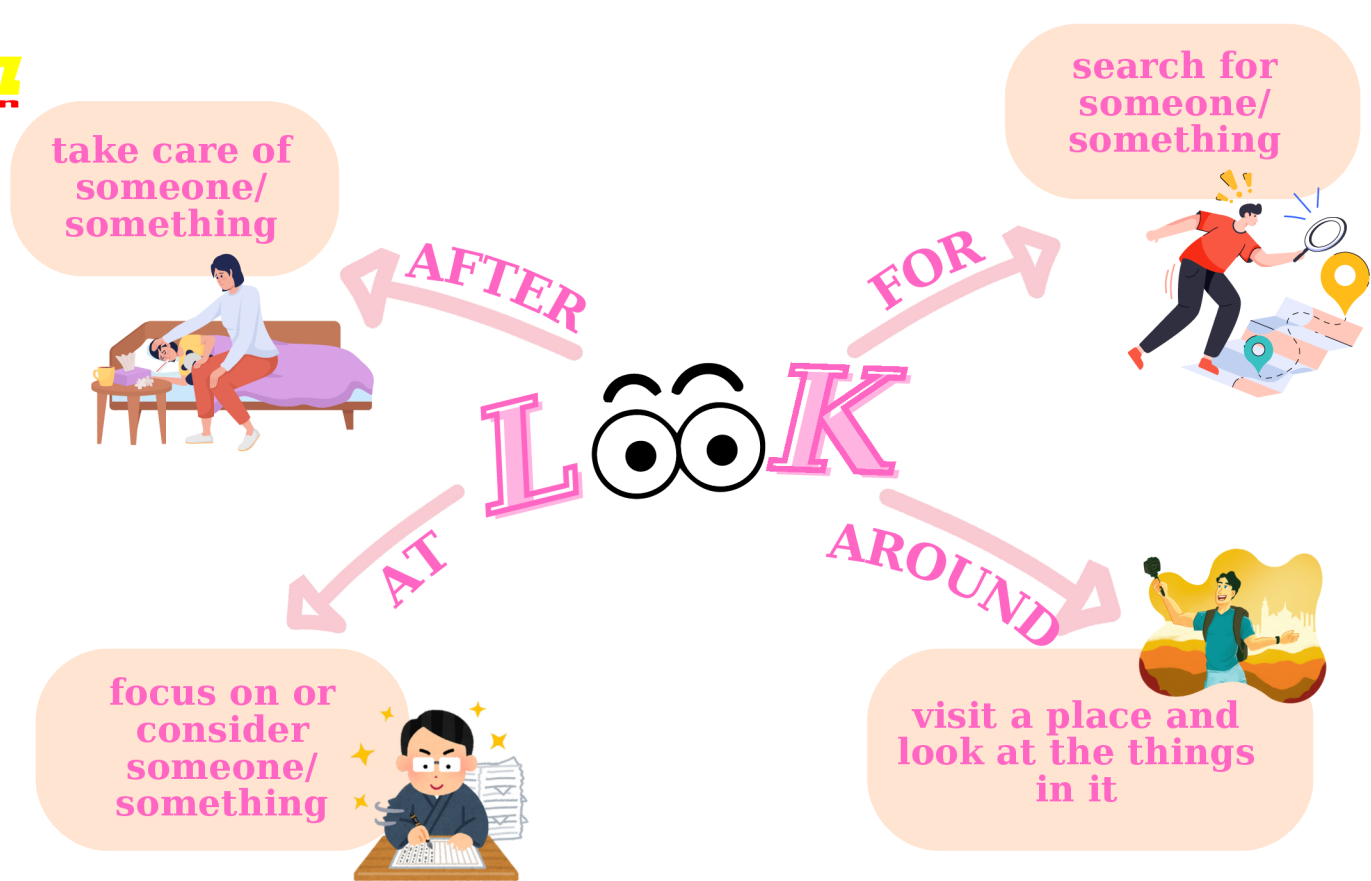 take care of
someone/
something
AFTER
search for
someone/
something
FOR
LOOK
AT
focus on or
consider
someone/
something
AROUND
visit a place and
look at the things
in it